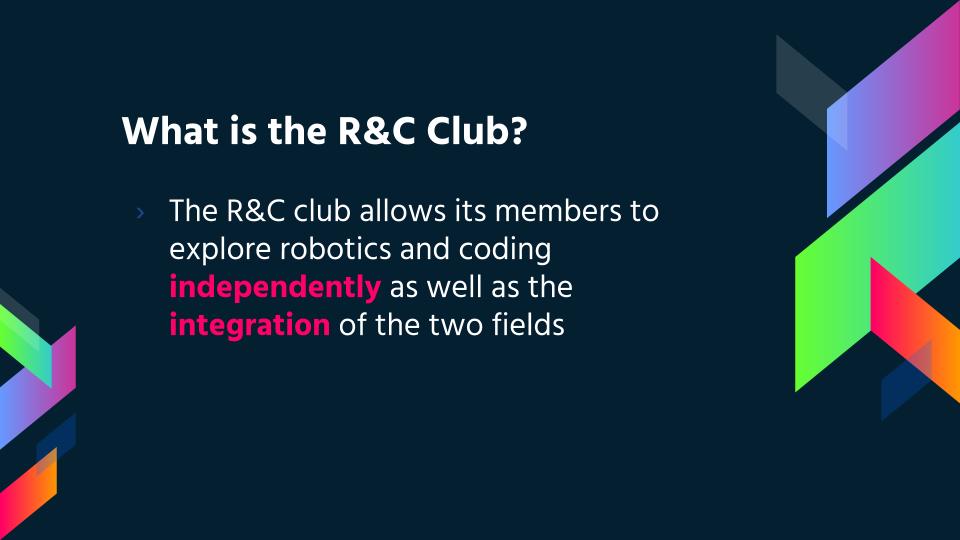 What is the R&C Club?
› The R&C club allows its members to
explore robotics and coding
independently as well as the
integration of the two fields